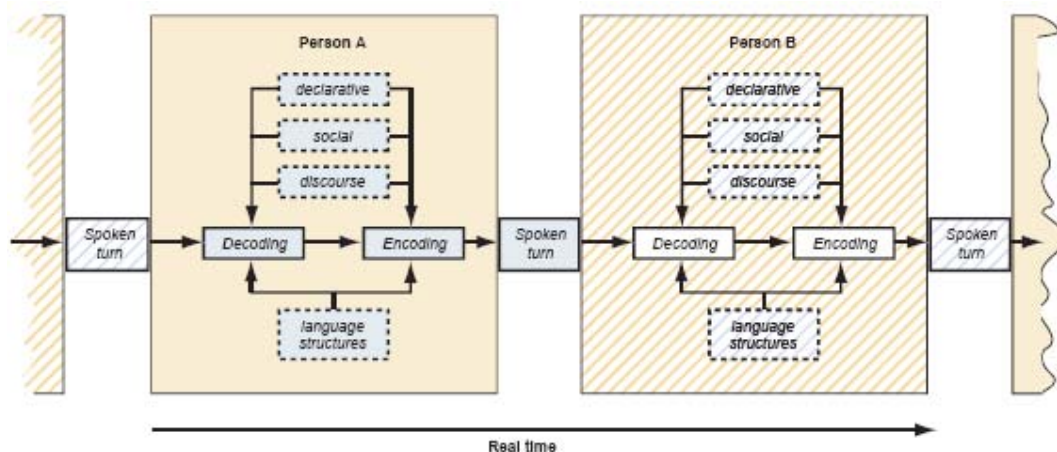 Person A
declarative
social
discourse
Spoken
turn
Decoding
Encoding
language
structures
Spoken
turn
Person B
declarative
social
discourse
Decoding
Encoding
language
structures
Spoken
turn
Real time